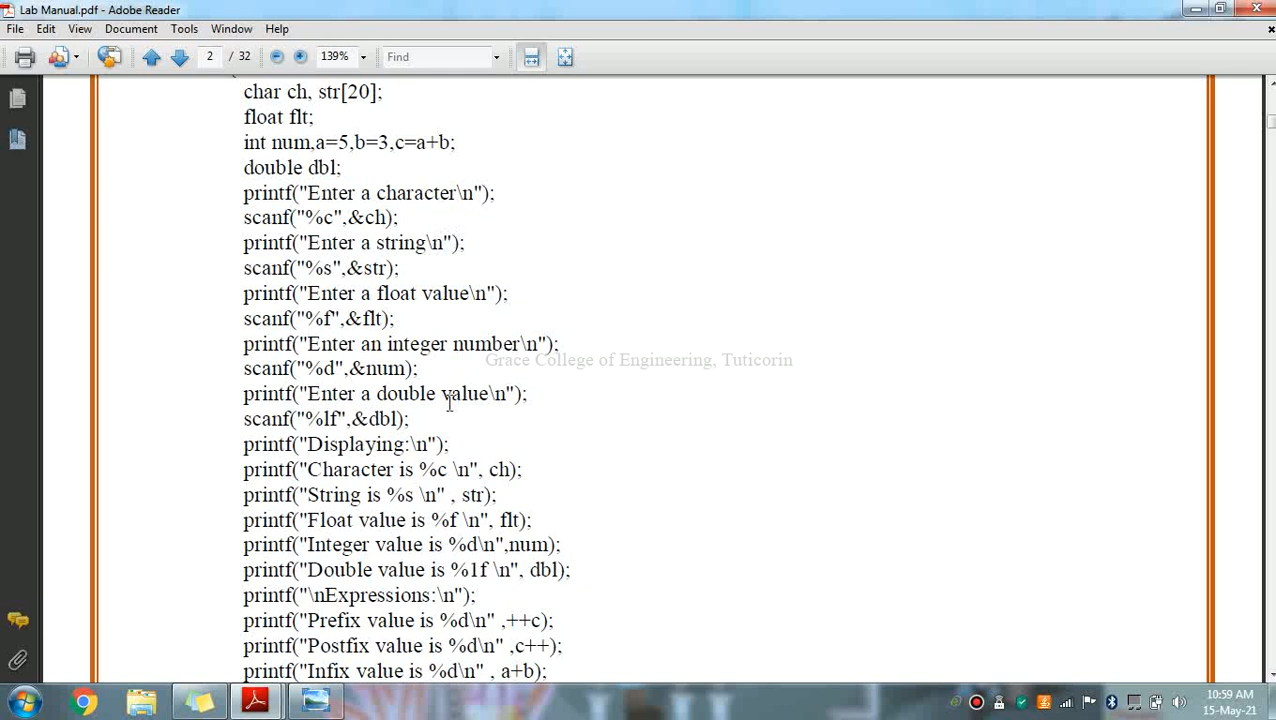 Lab Manual.pdf - Adobe Reader
File Edit View Document Tools Window Help
2 / 32 139% Find
char ch, str[20];
float flt;
int num,a=5,b=3,c=a+b;
double dbl;
printf("Enter a character\n");
scanf("%c",&ch);
printf("Enter a string\n");
scanf("%s",&str);
printf("Enter a float value\n");
scanf("%f",&flt);
printf("Enter an integer number\n");
Grace College of Engineering, Tuticorin
scanf("%d",&num);
printf("Enter a double value\n");
scanf("%lf",&dbl);
printf("Displaying:\n");
printf("Character is %c \n", ch);
printf("String is %s \n" , str);
printf("Float value is %f \n", flt);
printf("Integer value is %d\n",num);
printf("Double value is %1f \n", dbl);
printf("\nExpressions:\n");
printf("Prefix value is %d\n" ,++c);
printf("Postfix value is %d\n" ,c++);
printf("Infix value is %d\n" , a+b);
10:59 AM
15-May-21